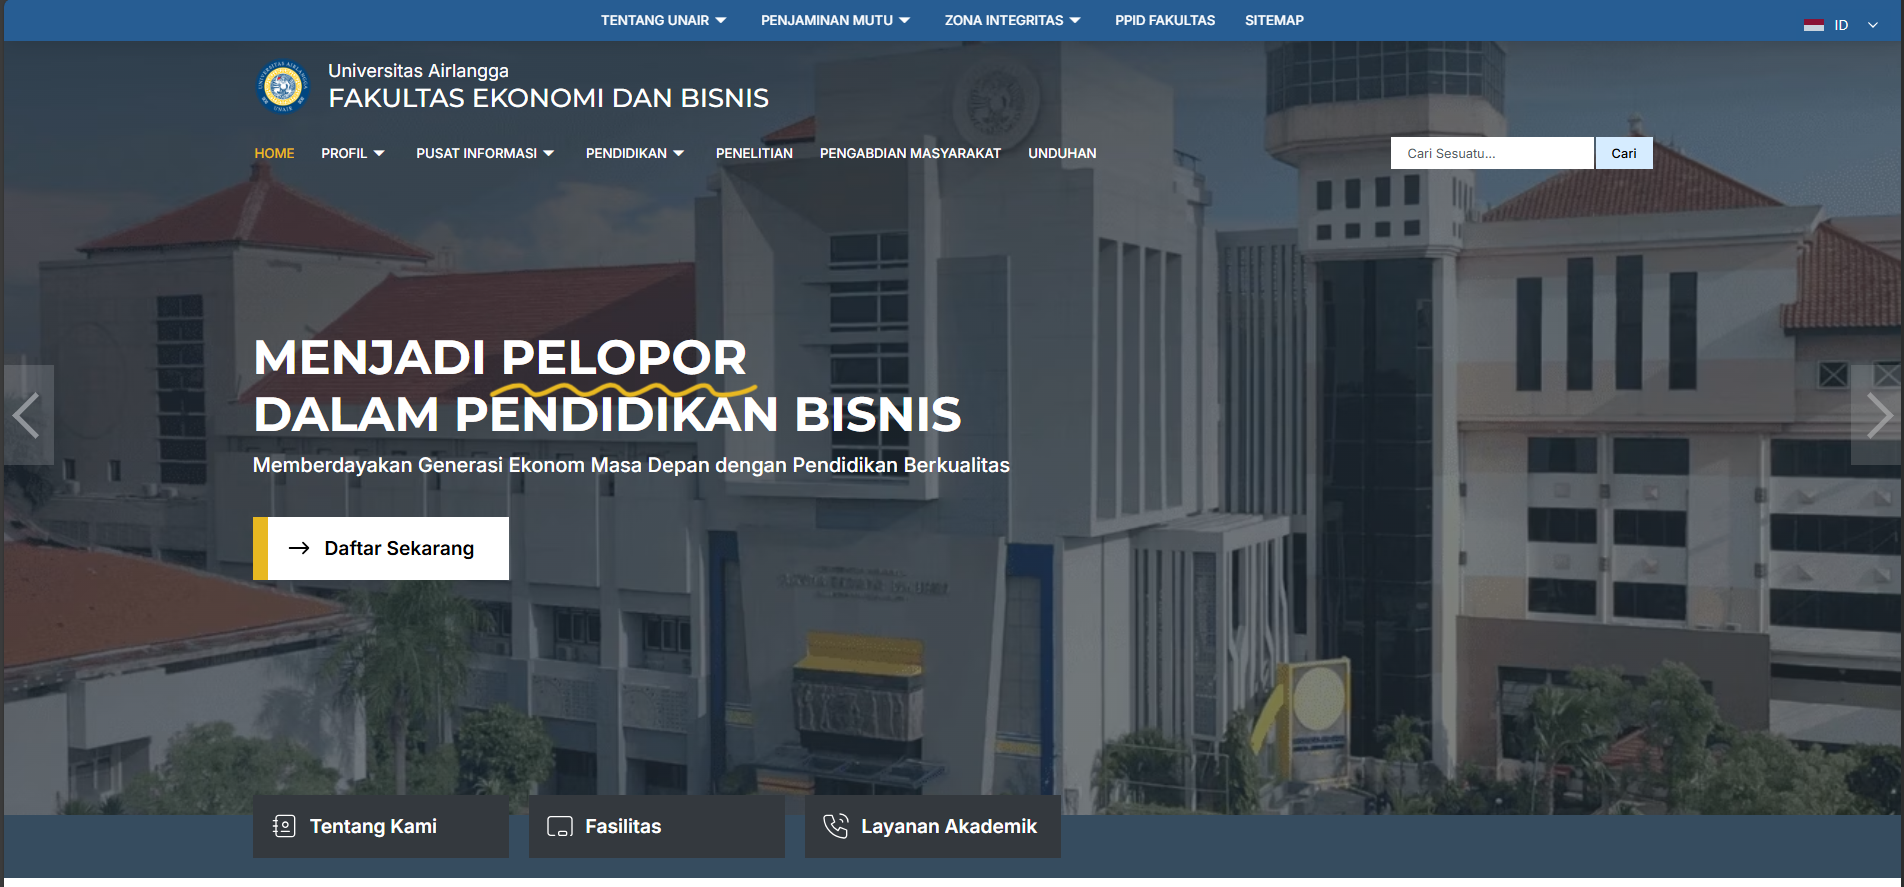 TENTANG UNAIR PENJAMINAN MUTU ZONA INTEGRITAS PPID FAKULTAS SITEMAP
ID
Universitas Airlangga
FAKULTAS EKONOMI DAN BISNIS
HOME PROFIL PUSAT INFORMASI PENDIDIKAN PENELITIAN PENGABDIAN MASYARAKAT UNDUHAN
Cari Sesuatu... Cari
MENJADI PELOPOR
DALAM PENDIDIKAN BISNIS
Memberdayakan Generasi Ekonom Masa Depan dengan Pendidikan Berkualitas
Daftar Sekarang
Tentang Kami Fasilitas Layanan Akademik